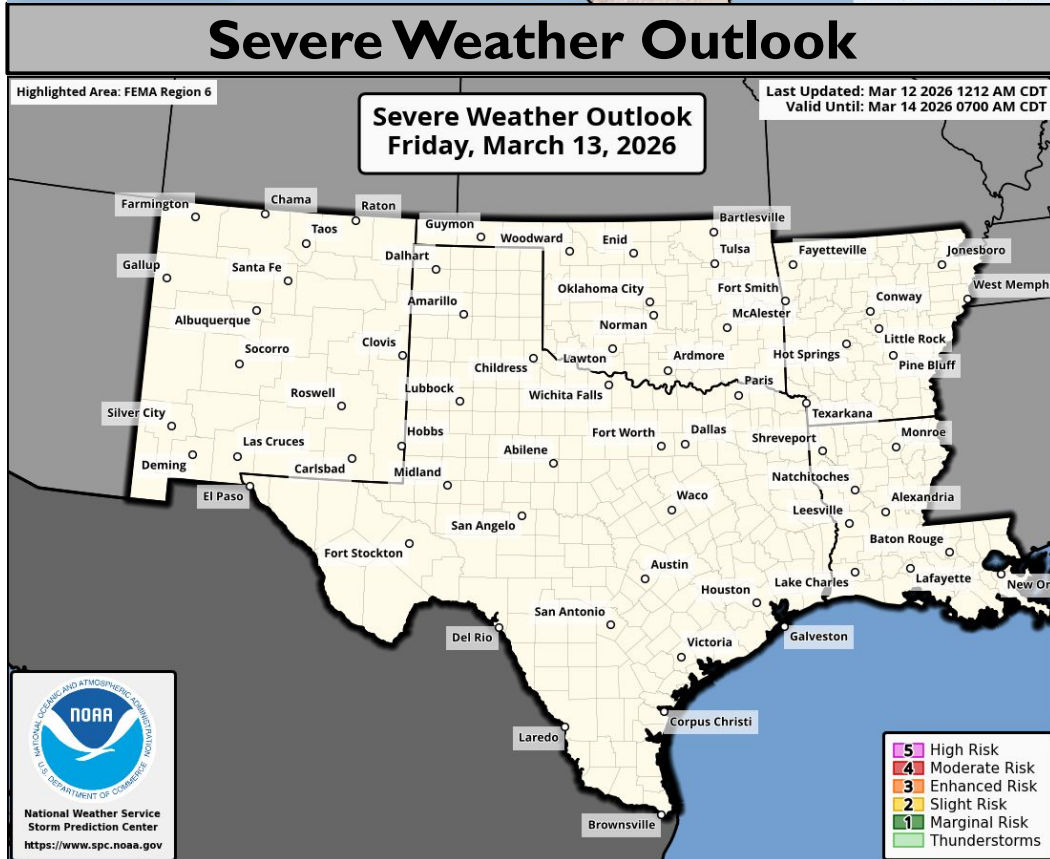 Severe Weather Outlook
Highlighted Area: FEMA Region 6
Last Updated: Mar 12 2026 1212 AM CDT
Valid Until: Mar 14 2026 0700 AM CDT
Severe Weather Outlook
Friday, March 13, 2026
Farmington
Chama
Raton
Taos
Guymon
Woodward
Enid
Bartlesville
Tulsa
Fayetteville
Jonesboro
Gallup
Santa Fe
Dalhart
Oklahoma City
Fort Smith
West Memph
Albuquerque
Amarillo
Norman
McAlester
Conway
Socorro
Clovis
Childress
Lawton
Ardmore
Hot Springs
Little Rock
Pine Bluff
Roswell
Lubbock
Wichita Falls
Paris
Texarkana
Silver City
Las Cruces
Hobbs
Abilene
Fort Worth
Dallas
Shreveport
Monroe
Deming
Carlsbad
Midland
Natchitoches
El Paso
San Angelo
Waco
Leesville
Alexandria
Fort Stockton
Baton Rouge
Austin
Houston
Lake Charles
Lafayette
New Or
Del Rio
San Antonio
Victoria
Galveston
Laredo
Corpus Christi
Brownsville
NATIONAL OCEANIC AND ATMOSPHERIC ADMINISTRATION
NOAA
U.S. DEPARTMENT OF COMMERCE
National Weather Service
Storm Prediction Center
https://www.spc.noaa.gov
5 High Risk
4 Moderate Risk
3 Enhanced Risk
2 Slight Risk
1 Marginal Risk
Thunderstorms